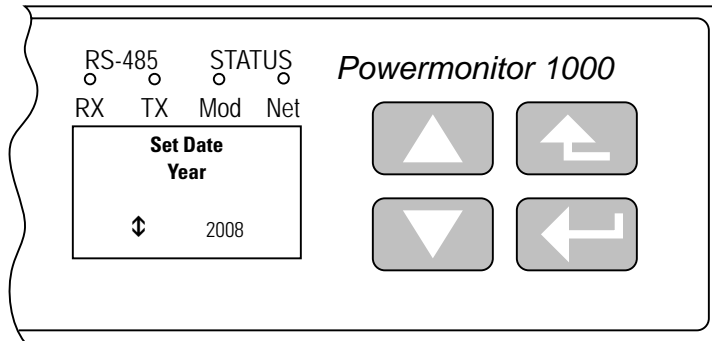 RS-485 STATUS
Powermonitor 1000
RX TX Mod Net
Set Date
Year
2008